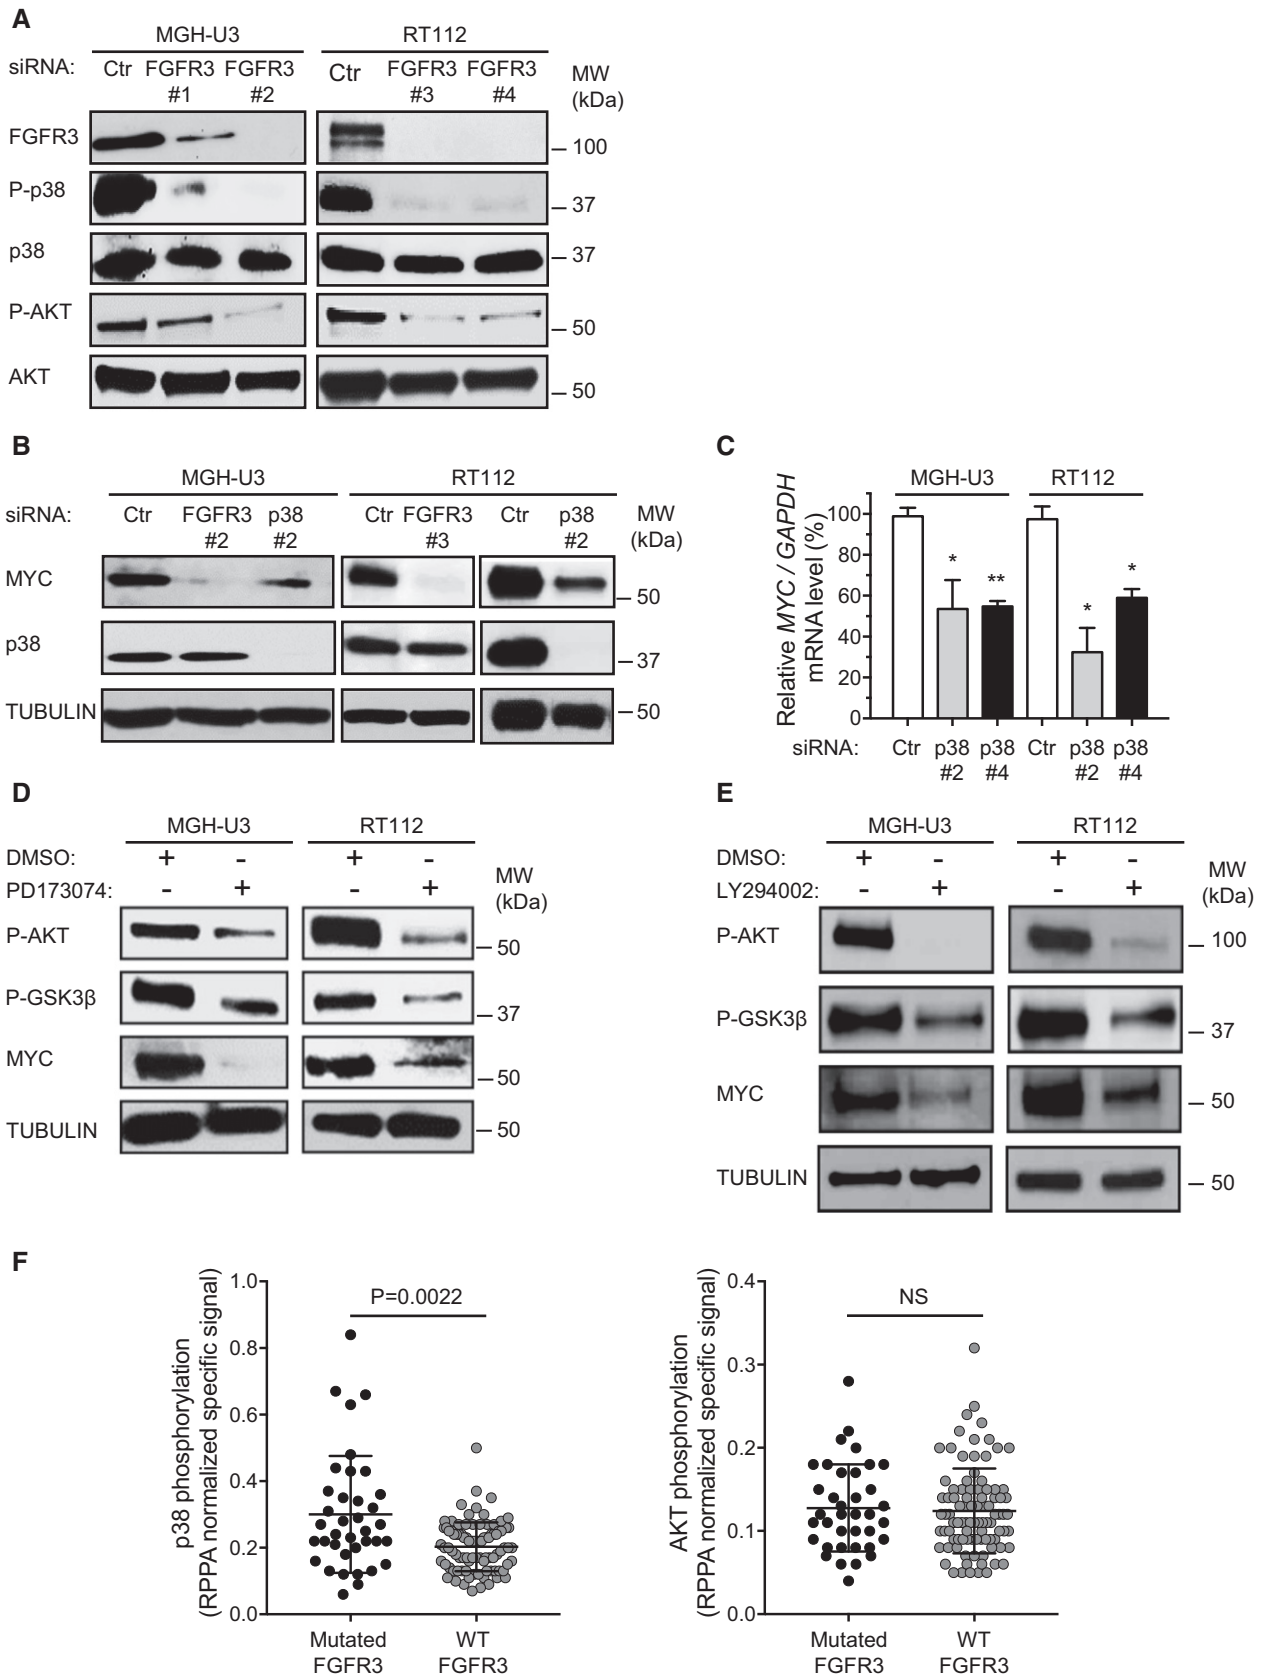 A
MGH-U3 RT112
siRNA: Ctr FGFR3 FGFR3 Ctr FGFR3 FGFR3 MW
#1 #2 #3 #4 (kDa)
FGFR3 100
P-p38 37
p38 37
P-AKT 50
AKT 50
B
MGH-U3 RT112
siRNA: Ctr FGFR3 p38 Ctr FGFR3 Ctr p38 MW
#2 #2 #3 #2 (kDa)
MYC 50
p38 37
TUBULIN 50
C
MGH-U3 RT112
Relative MYC / GAPDH
mRNA level (%)
100
80
60
40
20
0
* ** * *
siRNA: Ctr p38 p38 Ctr p38 p38
#2 #4 #2 #4
D
MGH-U3 RT112
DMSO: + - + - MW
PD173074: - + - + (kDa)
P-AKT 50
P-GSK3β 37
MYC 50
TUBULIN 50
E
MGH-U3 RT112
DMSO: + - + - MW
LY294002: - + - + (kDa)
P-AKT 100
P-GSK3β 37
MYC 50
TUBULIN 50
F
p38 phosphorylation
(RPPA normalized specific signal)
1.0
0.8
0.6
0.4
0.2
0.0
P=0.0022
Mutated WT
FGFR3 FGFR3
AKT phosphorylation
(RPPA normalized specific signal)
0.4
0.3
0.2
0.1
0.0
NS
Mutated WT
FGFR3 FGFR3